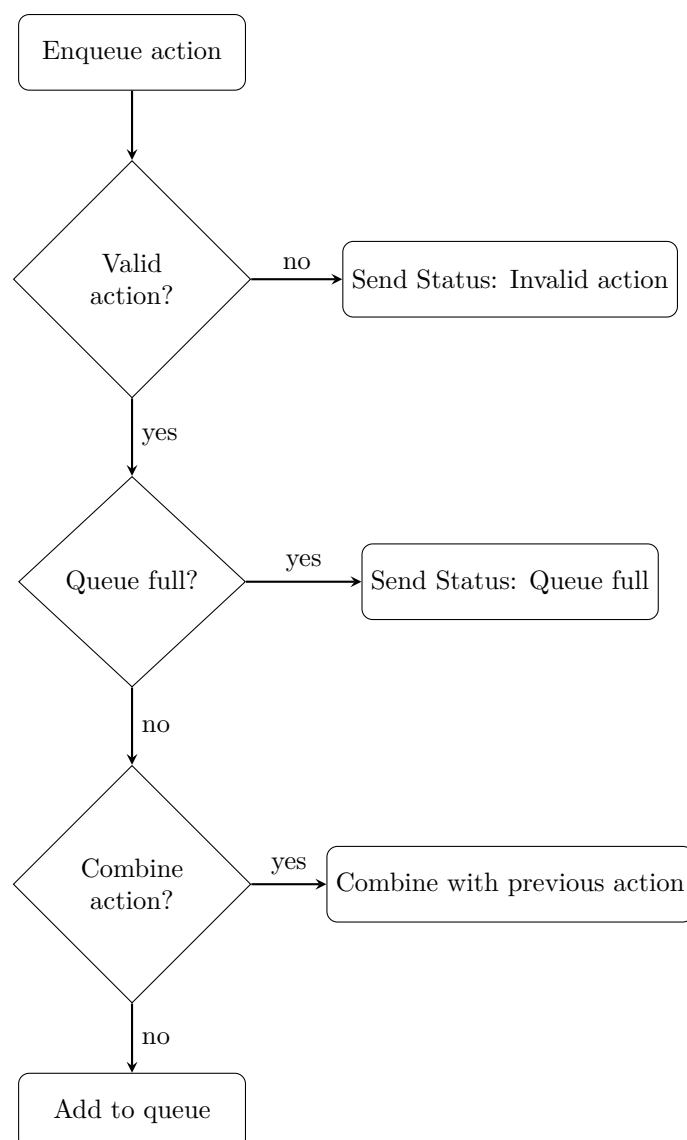 Enqueue action
Valid
action?
no
Send Status: Invalid action
yes
Queue full?
yes
Send Status: Queue full
no
Combine
action?
yes
Combine with previous action
no
Add to queue